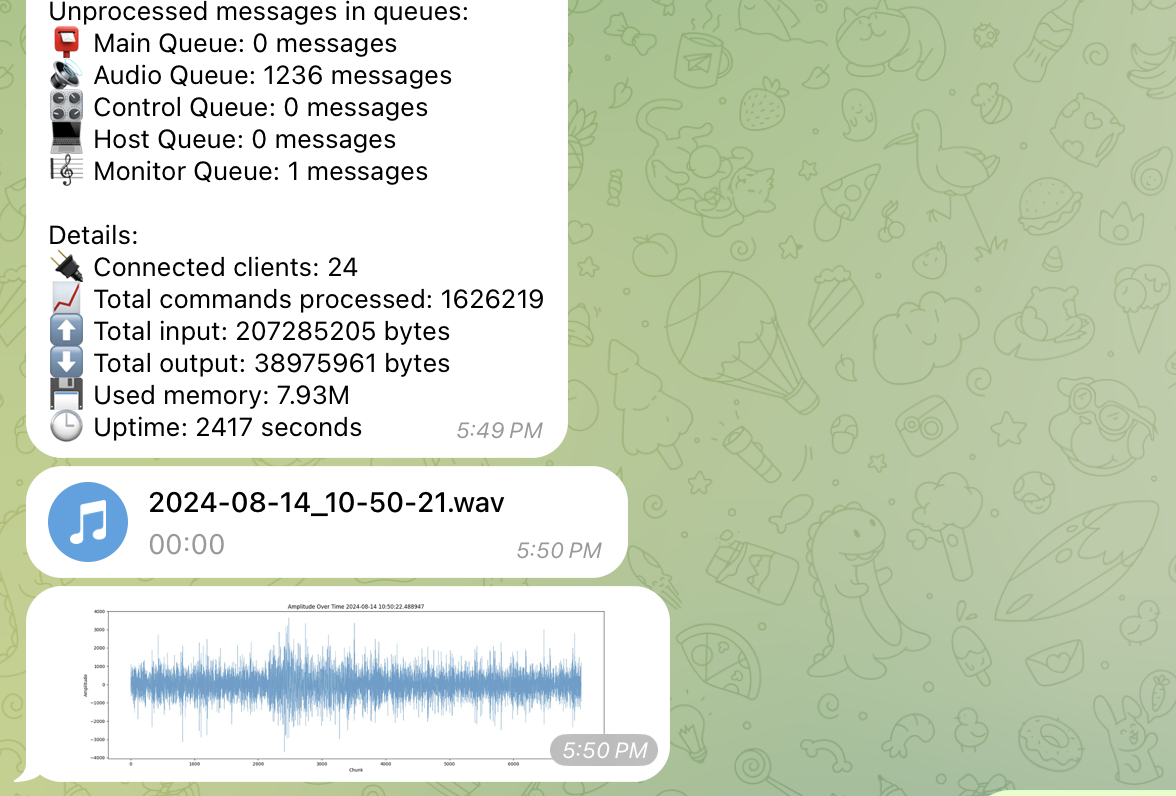 Unprocessed messages in queues:
Main Queue: 0 messages
Audio Queue: 1236 messages
Control Queue: 0 messages
Host Queue: 0 messages
Monitor Queue: 1 messages
Details:
Connected clients: 24
Total commands processed: 1626219
Total input: 207285205 bytes
Total output: 38975961 bytes
Used memory: 7.93M
Uptime: 2417 seconds
5:49 PM
2024-08-14_10-50-21.wav
00:00
5:50 PM
Amplitude Over Time 2024-08-14 10:50:22.488947
4000
3000
2000
1000
0
−1000
−2000
−3000
−4000
Amplitude
0 1000 2000 3000 4000 5000 6000
Chunk
5:50 PM